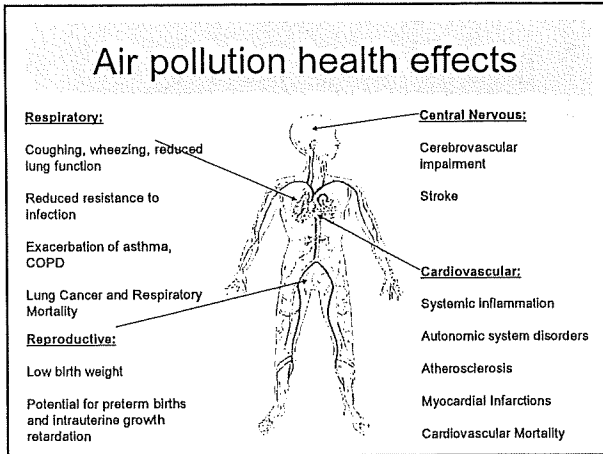 Air pollution health effects
Respiratory:
Coughing, wheezing, reduced
lung function
Reduced resistance to
infection
Exacerbation of asthma,
COPD
Lung Cancer and Respiratory
Mortality
Reproductive:
Low birth weight
Potential for preterm births
and intrauterine growth
retardation
Central Nervous:
Cerebrovascular
impairment
Stroke
Cardiovascular:
Systemic inflammation
Autonomic system disorders
Atherosclerosis
Myocardial Infarctions
Cardiovascular Mortality